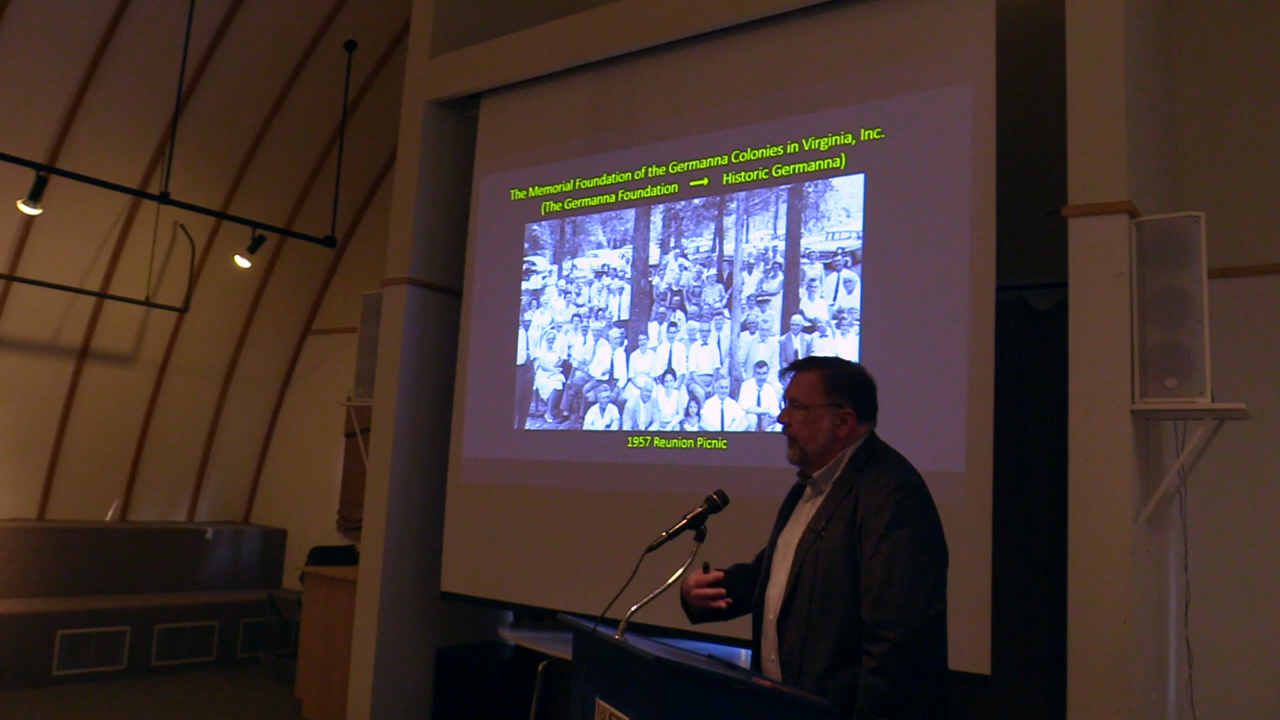 The Memorial Foundation of the Germanna Colonies in Virginia, Inc.
(The Germanna Foundation → Historic Germanna)
1957 Reunion Picnic